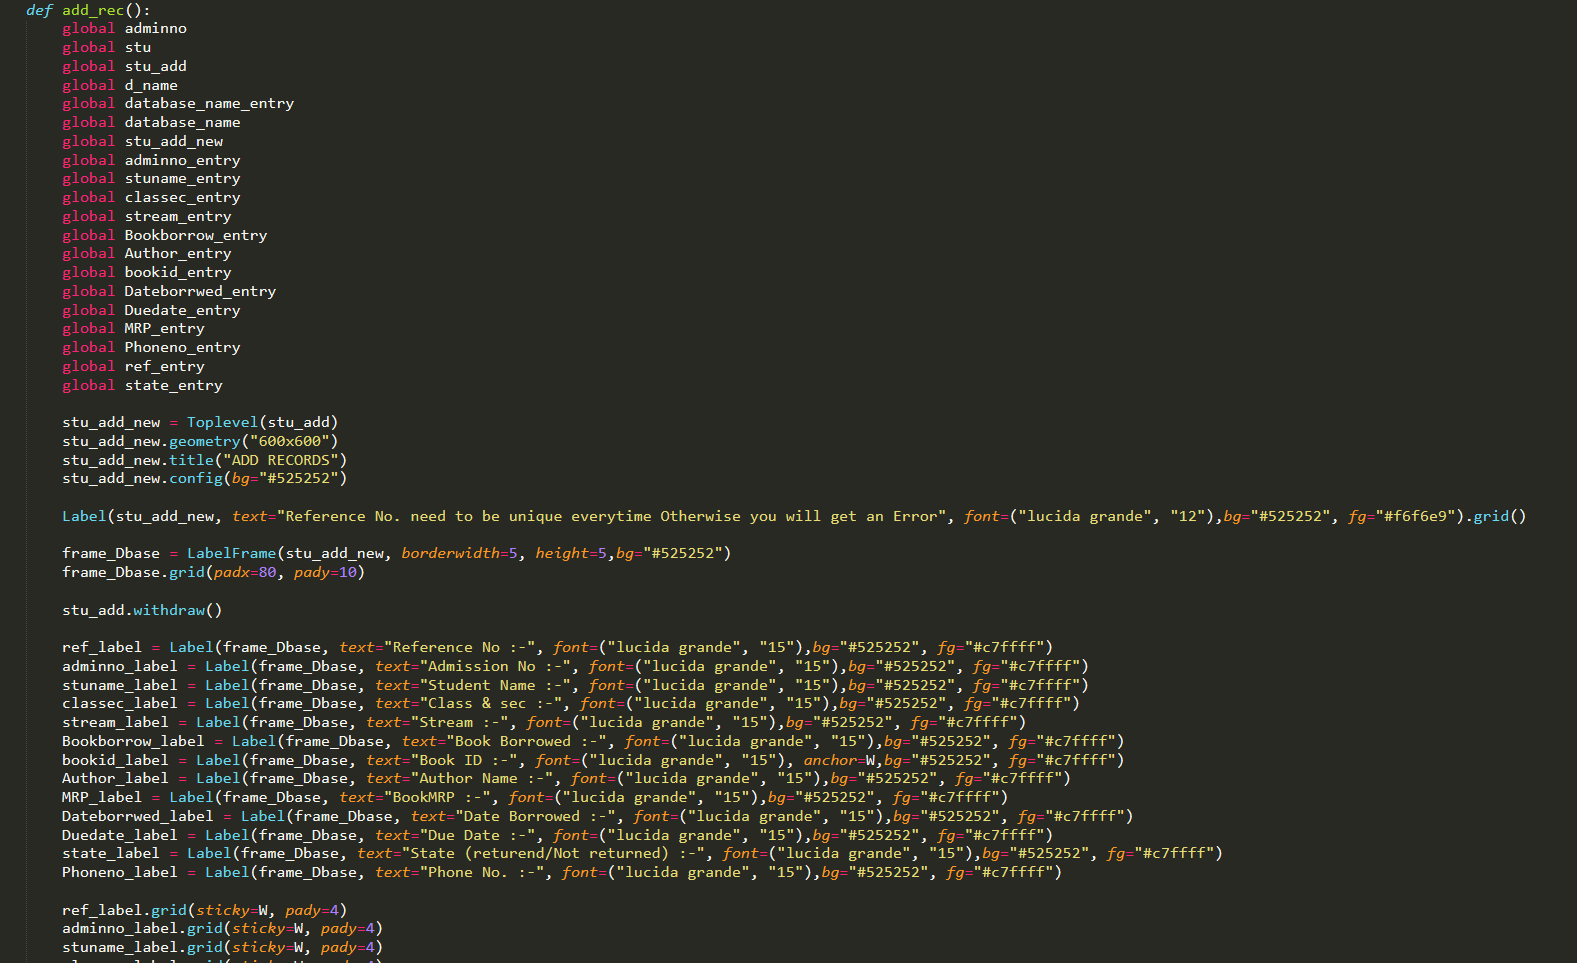 def add_rec():
global adminno
global stu
global stu_add
global d_name
global database_name_entry
global database_name
global stu_add_new
global adminno_entry
global stuname_entry
global classec_entry
global stream_entry
global Bookborrow_entry
global Author_entry
global bookid_entry
global Dateborrwed_entry
global Duedate_entry
global MRP_entry
global Phoneno_entry
global ref_entry
global state_entry
stu_add_new = Toplevel(stu_add)
stu_add_new.geometry("600x600")
stu_add_new.title("ADD RECORDS")
stu_add_new.config(bg="#525252")
Label(stu_add_new, text="Reference No. need to be unique everytime Otherwise you will get an Error", font=("lucida grande", "12"),bg="#525252", fg="#f6f6e9").grid()
frame_Dbase = LabelFrame(stu_add_new, borderwidth=5, height=5,bg="#525252")
frame_Dbase.grid(padx=80, pady=10)
stu_add.withdraw()
ref_label = Label(frame_Dbase, text="Reference No :-", font=("lucida grande", "15"),bg="#525252", fg="#c7ffff")
adminno_label = Label(frame_Dbase, text="Admission No :-", font=("lucida grande", "15"),bg="#525252", fg="#c7ffff")
stuname_label = Label(frame_Dbase, text="Student Name :-", font=("lucida grande", "15"),bg="#525252", fg="#c7ffff")
classec_label = Label(frame_Dbase, text="Class & sec :-", font=("lucida grande", "15"),bg="#525252", fg="#c7ffff")
stream_label = Label(frame_Dbase, text="Stream :-", font=("lucida grande", "15"),bg="#525252", fg="#c7ffff")
Bookborrow_label = Label(frame_Dbase, text="Book Borrowed :-", font=("lucida grande", "15"),bg="#525252", fg="#c7ffff")
bookid_label = Label(frame_Dbase, text="Book ID :-", font=("lucida grande", "15"), anchor=W,bg="#525252", fg="#c7ffff")
Author_label = Label(frame_Dbase, text="Author Name :-", font=("lucida grande", "15"),bg="#525252", fg="#c7ffff")
MRP_label = Label(frame_Dbase, text="BookMRP :-", font=("lucida grande", "15"),bg="#525252", fg="#c7ffff")
Dateborrwed_label = Label(frame_Dbase, text="Date Borrowed :-", font=("lucida grande", "15"),bg="#525252", fg="#c7ffff")
Duedate_label = Label(frame_Dbase, text="Due Date :-", font=("lucida grande", "15"),bg="#525252", fg="#c7ffff")
state_label = Label(frame_Dbase, text="State (returend/Not returned) :-", font=("lucida grande", "15"),bg="#525252", fg="#c7ffff")
Phoneno_label = Label(frame_Dbase, text="Phone No. :-", font=("lucida grande", "15"),bg="#525252", fg="#c7ffff")
ref_label.grid(sticky=W, pady=4)
adminno_label.grid(sticky=W, pady=4)
stuname_label.grid(sticky=W, pady=4)